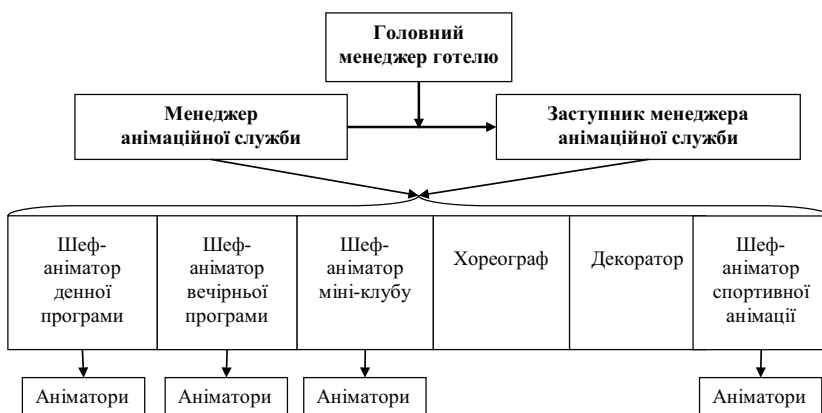 Головний
менеджер готелю
Менеджер
анімаційної служби
Заступник менеджера
анімаційної служби
Шеф-
аніматор
денної
програми
Шеф-
аніматор
вечірньої
програми
Шеф-
аніматор
міні-клубу
Хореограф
Декоратор
Шеф-
аніматор
спортивної
анімації
Аніматори
Аніматори
Аніматори
Аніматори